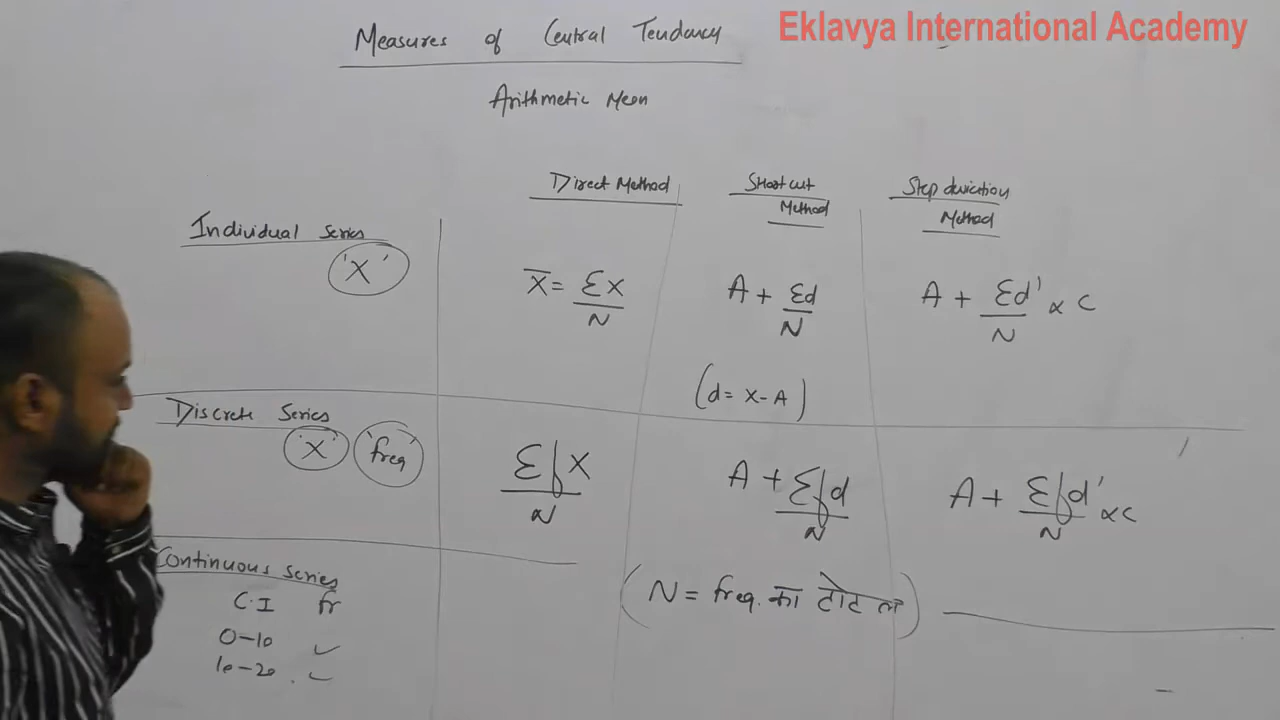 Eklavya International Academy
Measures of Central Tendancy
Arithmetic Mean
Direct Method
Short cut
Method
Step deviation
Method
Individual Series
'X'
X̄ = Σx / N
A + Σd / N
A + Σd' / N × C
(d = X - A)
Discrete Series
'X' 'freq'
ΣfX / N
A + Σfd / N
A + Σfd' / N × C
Continuous series
C.I fr
0-10 ✓
10-20 ✓
(N = freq. का टोटल)